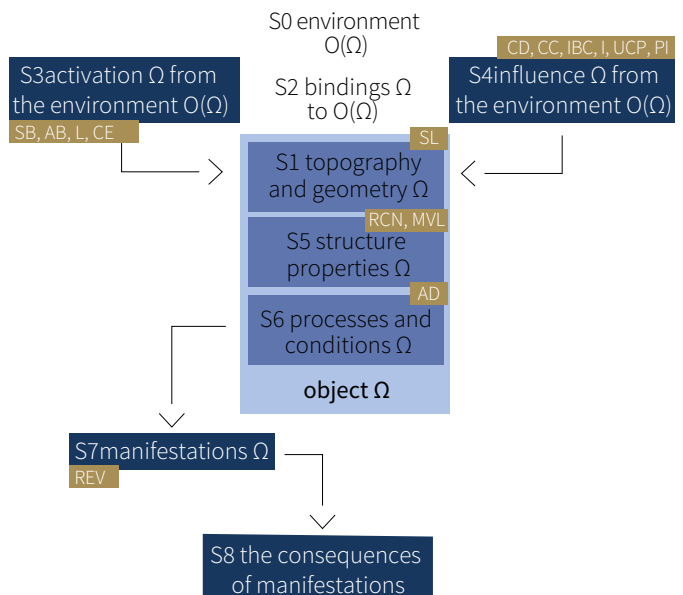 S0 environment
O(Ω)
CD, CC, IBC, I, UCP, PI
S3activation Ω from
the environment O(Ω)
SB, AB, L, CE
S2 bindings Ω
to O(Ω)
S4influence Ω from
the environment O(Ω)
SL
S1 topography
and geometry Ω
RCN, MVL
S5 structure
properties Ω
AD
S6 processes and
conditions Ω
object Ω
S7manifestations Ω
REV
S8 the consequences
of manifestations